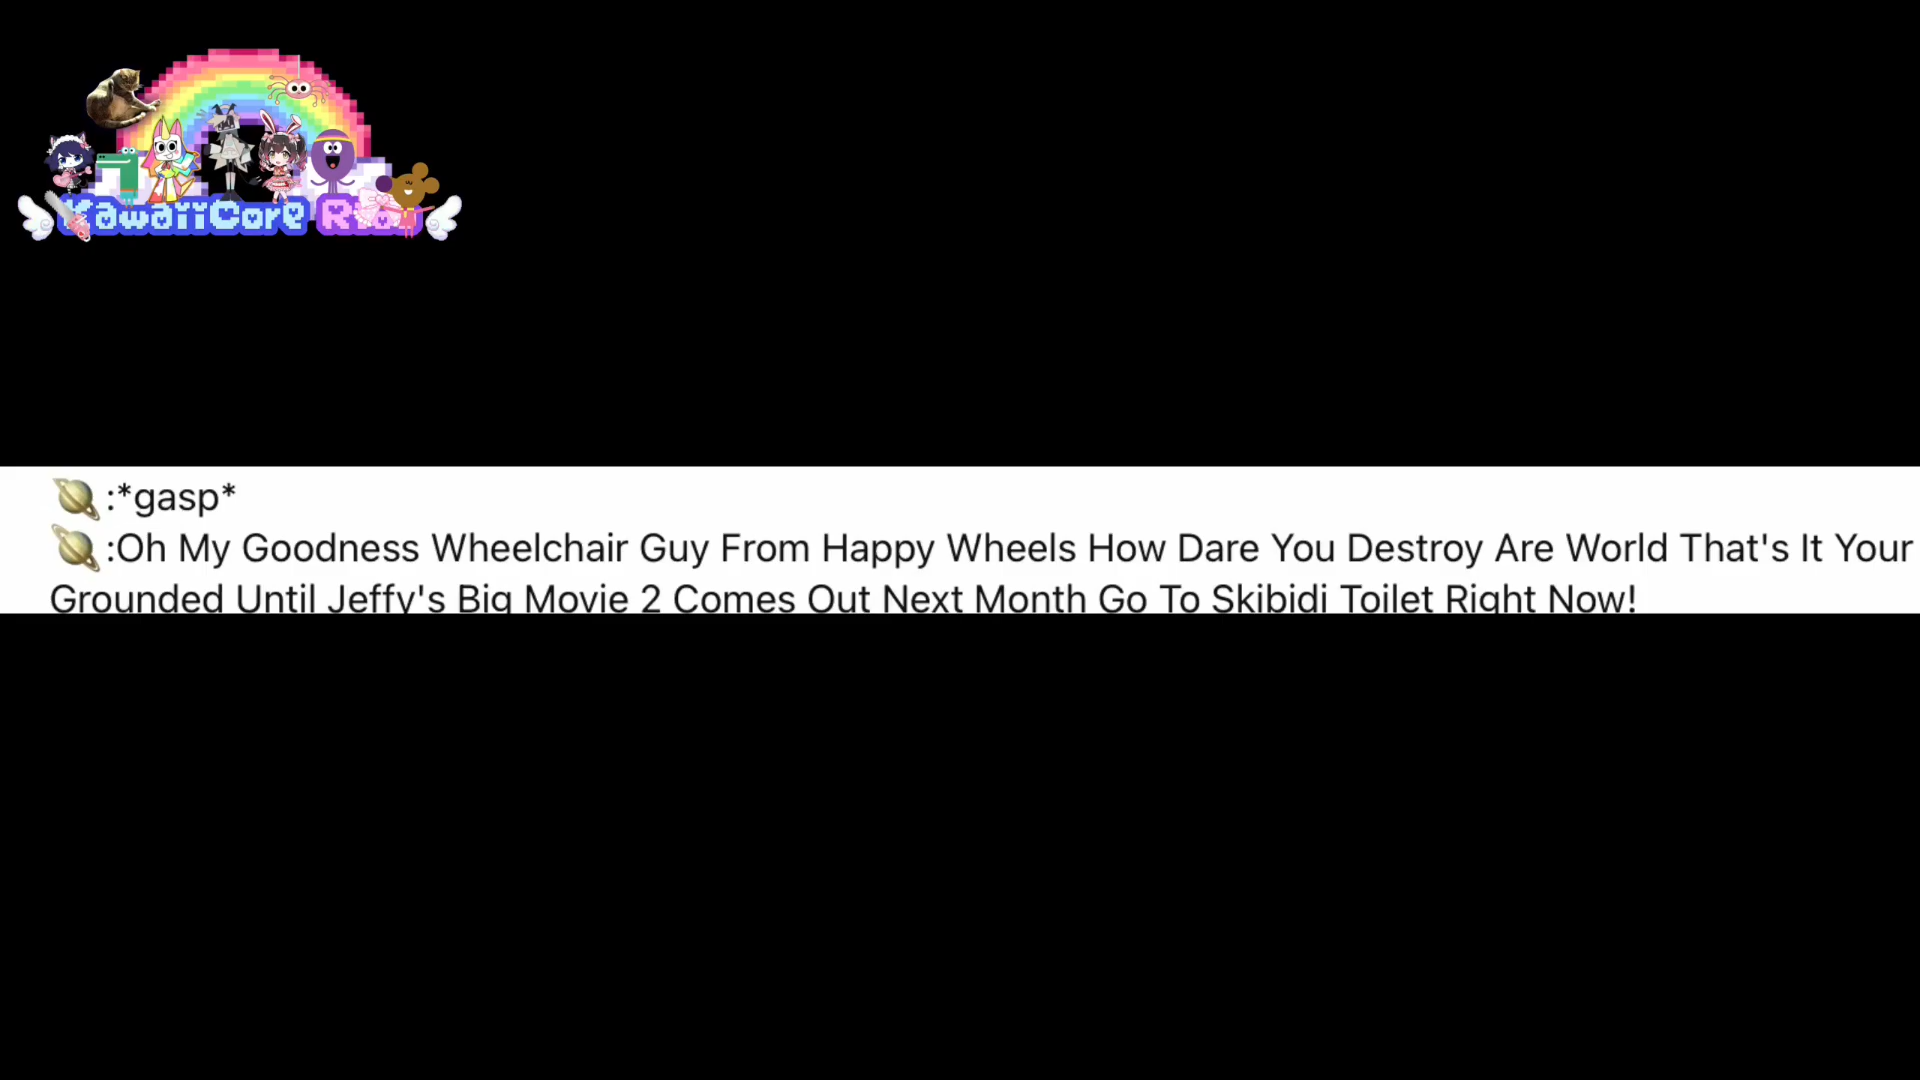 KawaiiCore
🪐:*gasp*
🪐:Oh My Goodness Wheelchair Guy From Happy Wheels How Dare You Destroy Are World That's It Your
Grounded Until Jeffy's Big Movie 2 Comes Out Next Month Go To Skibidi Toilet Right Now!